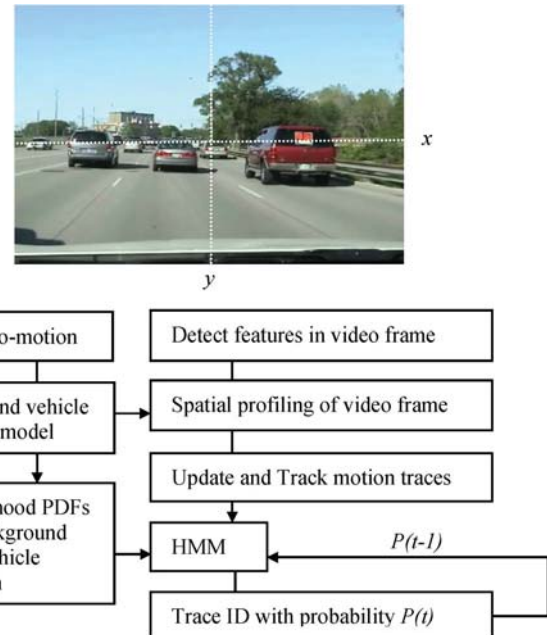 x
y
o-motion
nd vehicle
model
hood PDFs
kground
hicle
Detect features in video frame
Spatial profiling of video frame
Update and Track motion traces
HMM
P(t-1)
Trace ID with probability P(t)